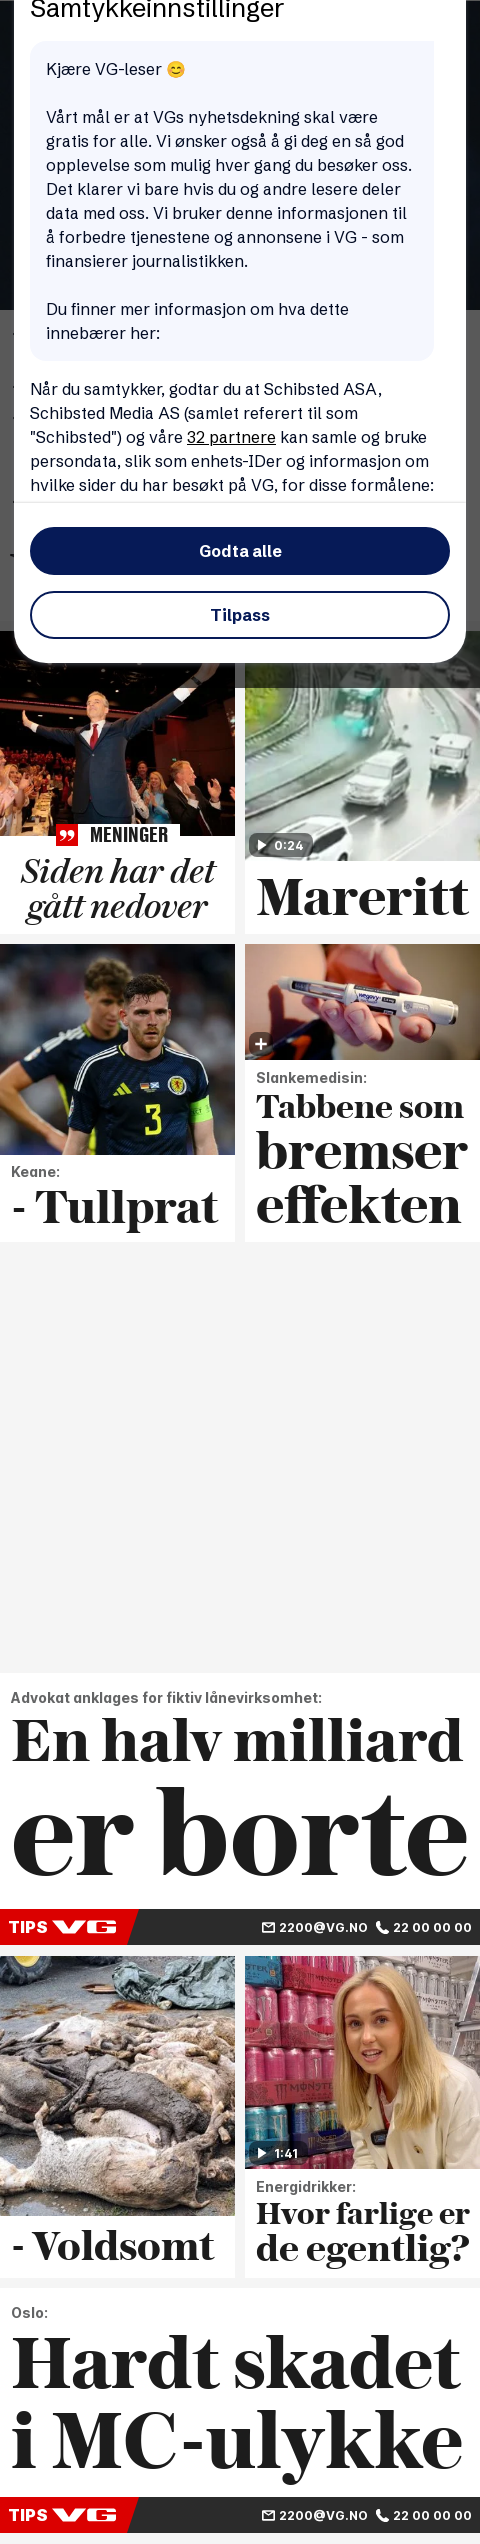 Samtykkeinnstillinger
Kjære VG-leser 😊
Vårt mål er at VGs nyhetsdekning skal være
gratis for alle. Vi ønsker også å gi deg en så god
opplevelse som mulig hver gang du besøker oss.
Det klarer vi bare hvis du og andre lesere deler
data med oss. Vi bruker denne informasjonen til
å forbedre tjenestene og annonsene i VG - som
finansierer journalistikken.
Du finner mer informasjon om hva dette
innebærer her:
Når du samtykker, godtar du at Schibsted ASA,
Schibsted Media AS (samlet referert til som
"Schibsted") og våre 32 partnere kan samle og bruke
persondata, slik som enhets-IDer og informasjon om
hvilke sider du har besøkt på VG, for disse formålene:
Godta alle
Tilpass
MENINGER
Siden har det
gått nedover
0:24
Mareritt
3
Keane:
- Tullprat
wegovy
Slankemedisin:
Tabbene som
bremser
effekten
Advokat anklages for fiktiv lånevirksomhet:
En halv milliard
er borte
TIPS VG
2200@VG.NO 22 00 00 00
- Voldsomt
MONSTER
1:41
Energidrikker:
Hvor farlige er
de egentlig?
Oslo:
Hardt skadet
i MC-ulykke
TIPS VG
2200@VG.NO 22 00 00 00